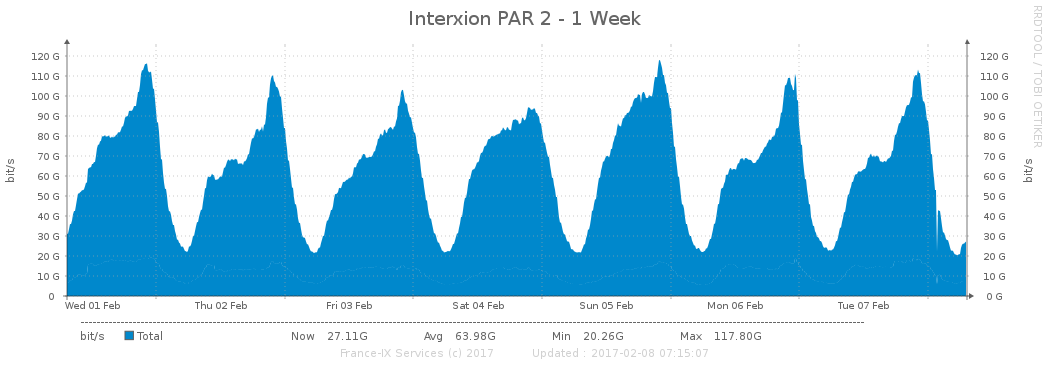 Interxion PAR 2 - 1 Week
RRDTOOL / TOBI OETIKER
bit/s
120 G 120 G
110 G 110 G
100 G 100 G
90 G 90 G
80 G 80 G
70 G 70 G
60 G 60 G
50 G 50 G
40 G 40 G
30 G 30 G
20 G 20 G
10 G 10 G
0 0 G
bit/s
Wed 01 Feb Thu 02 Feb Fri 03 Feb Sat 04 Feb Sun 05 Feb Mon 06 Feb Tue 07 Feb
bit/s Total Now 27.11G Avg 63.98G Min 20.26G Max 117.80G
France-IX Services (c) 2017 Updated : 2017-02-08 07:15:07